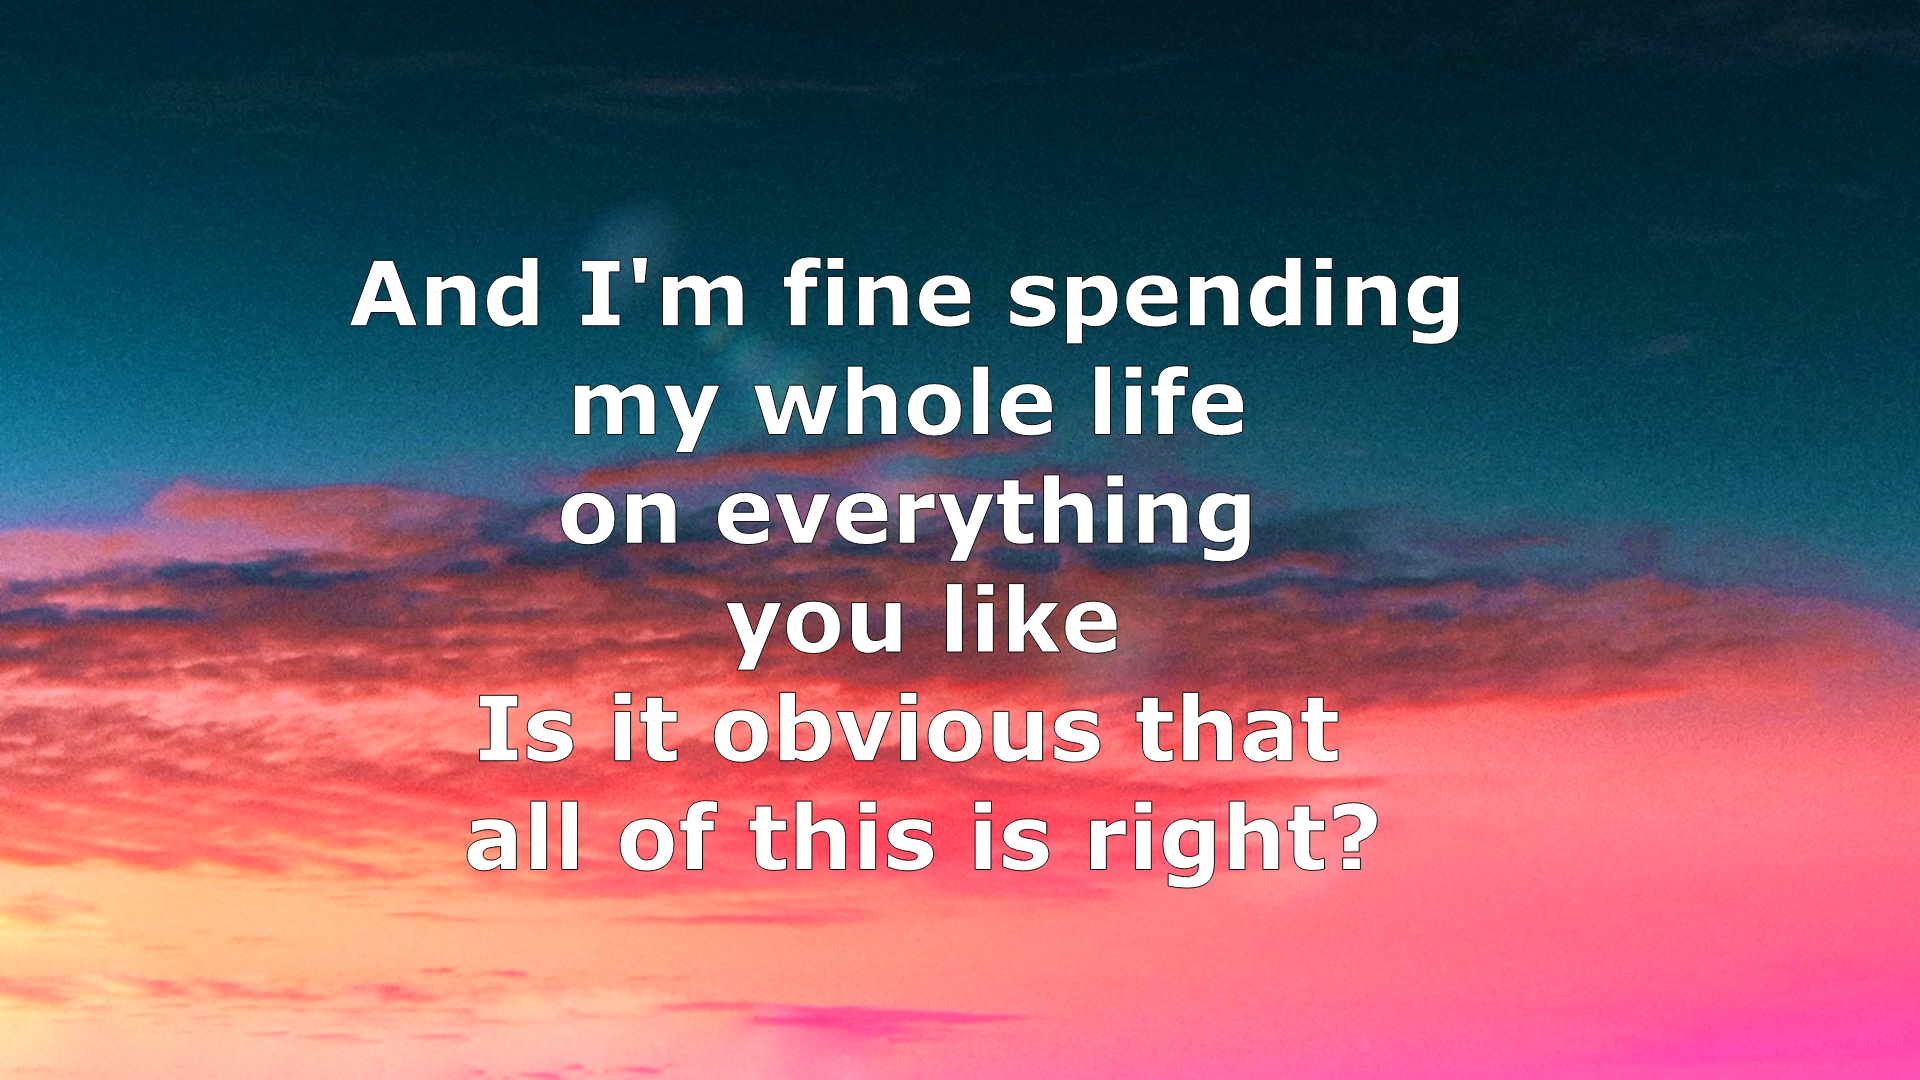 And I'm fine spending
my whole life
on everything
you like
Is it obvious that
all of this is right?